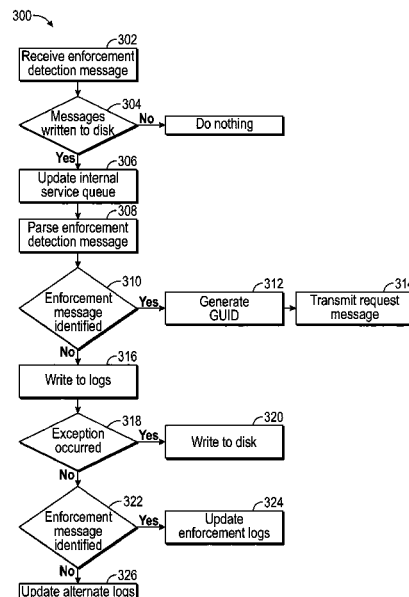 300
302
Receive enforcement
detection message
304
Messages
written to disk
No
Do nothing
Yes
306
Update internal
service queue
308
Parse enforcement
detection message
310
Enforcement
message identified
Yes
312
Generate
GUID
314
Transmit request
message
No
316
Write to logs
318
Exception
occurred
Yes
320
Write to disk
No
322
Enforcement
message identified
Yes
324
Update
enforcement logs
No
326
Update alternate logs